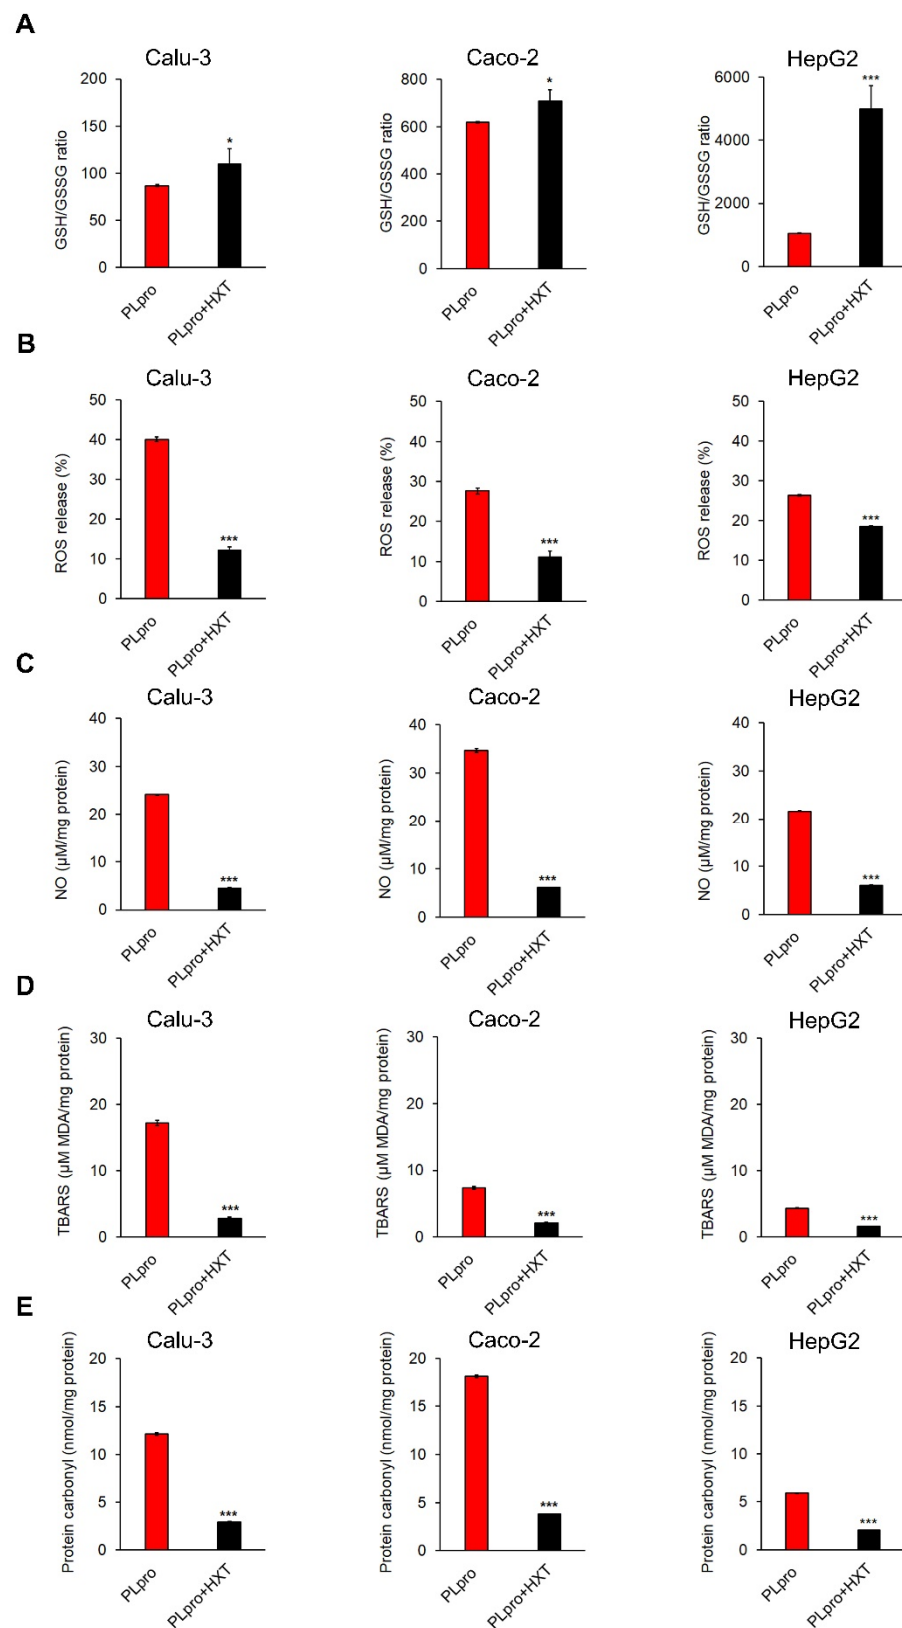 A
Calu-3
Caco-2
HepG2
GSH/GSSG ratio
200
150
100
50
0
*
PLpro
PLpro+HXT
GSH/GSSG ratio
800
600
400
200
0
*
PLpro
PLpro+HXT
GSH/GSSG ratio
6000
4000
2000
0
***
PLpro
PLpro+HXT
B
Calu-3
Caco-2
HepG2
ROS release (%)
50
40
30
20
10
0
***
PLpro
PLpro+HXT
ROS release (%)
50
40
30
20
10
0
***
PLpro
PLpro+HXT
ROS release (%)
50
40
30
20
10
0
***
PLpro
PLpro+HXT
C
Calu-3
Caco-2
HepG2
NO (µM/mg protein)
40
30
20
10
0
***
PLpro
PLpro+HXT
NO (µM/mg protein)
40
30
20
10
0
***
PLpro
PLpro+HXT
NO (µM/mg protein)
40
30
20
10
0
***
PLpro
PLpro+HXT
D
Calu-3
Caco-2
HepG2
TBARS (µM MDA/mg protein)
30
20
10
0
***
PLpro
PLpro+HXT
TBARS (µM MDA/mg protein)
30
20
10
0
***
PLpro
PLpro+HXT
TBARS (µM MDA/mg protein)
30
20
10
0
***
PLpro
PLpro+HXT
E
Calu-3
Caco-2
HepG2
Protein carbonyl (nmol/mg protein)
20
15
10
5
0
***
PLpro
PLpro+HXT
Protein carbonyl (nmol/mg protein)
20
15
10
5
0
***
PLpro
PLpro+HXT
Protein carbonyl (nmol/mg protein)
20
15
10
5
0
***
PLpro
PLpro+HXT